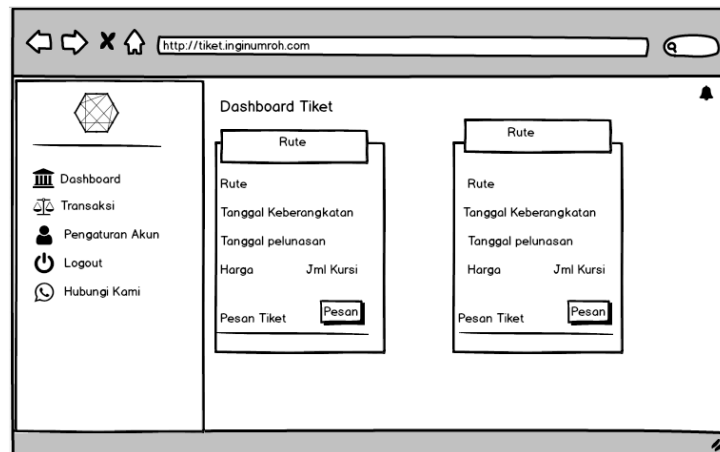 http://tiket.inginumroh.com
Dashboard
Transaksi
Pengaturan Akun
Logout
Hubungi Kami
Dashboard Tiket
Rute
Rute
Tanggal Keberangkatan
Tanggal pelunasan
Harga Jml Kursi
Pesan Tiket Pesan
Rute
Rute
Tanggal Keberangkatan
Tanggal pelunasan
Harga Jml Kursi
Pesan Tiket Pesan